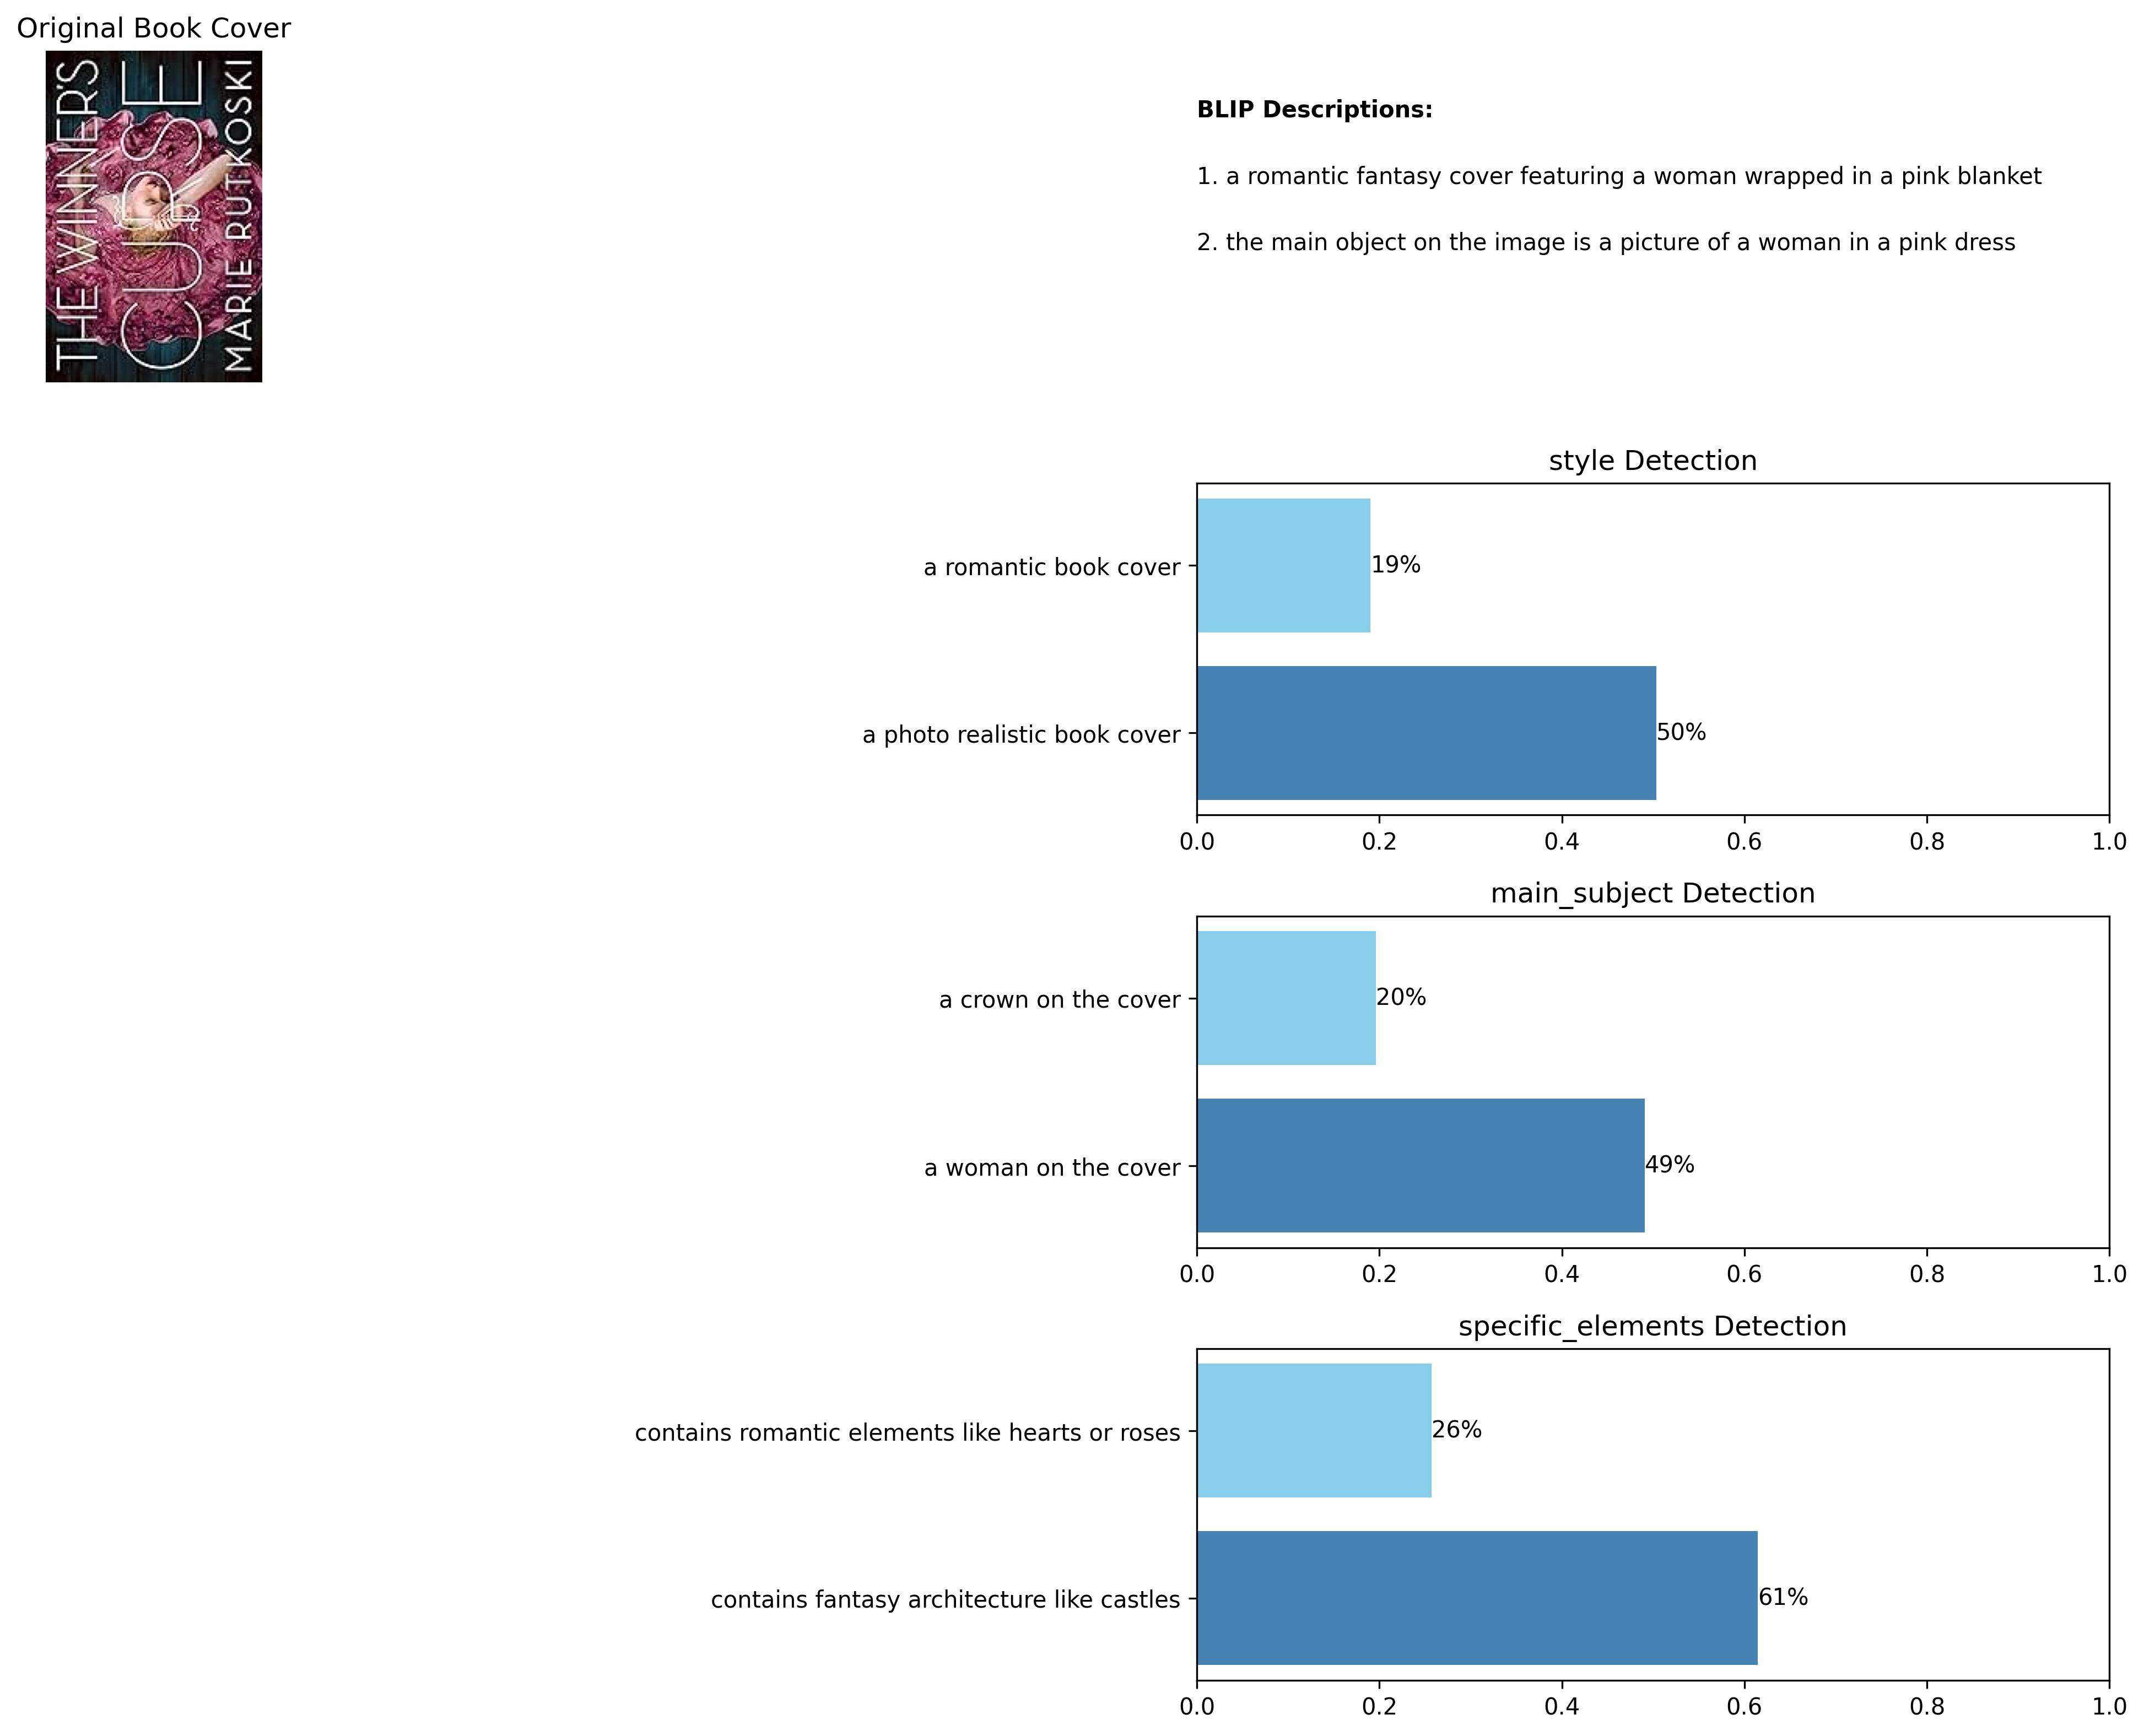 Original Book Cover
THE WINNER'S
CURSE
MARIE RUTKOSKI
BLIP Descriptions:
1. a romantic fantasy cover featuring a woman wrapped in a pink blanket
2. the main object on the image is a picture of a woman in a pink dress
style Detection
a romantic book cover
19%
a photo realistic book cover
50%
0.0 0.2 0.4 0.6 0.8 1.0
main_subject Detection
a crown on the cover
20%
a woman on the cover
49%
0.0 0.2 0.4 0.6 0.8 1.0
specific_elements Detection
contains romantic elements like hearts or roses
26%
contains fantasy architecture like castles
61%
0.0 0.2 0.4 0.6 0.8 1.0